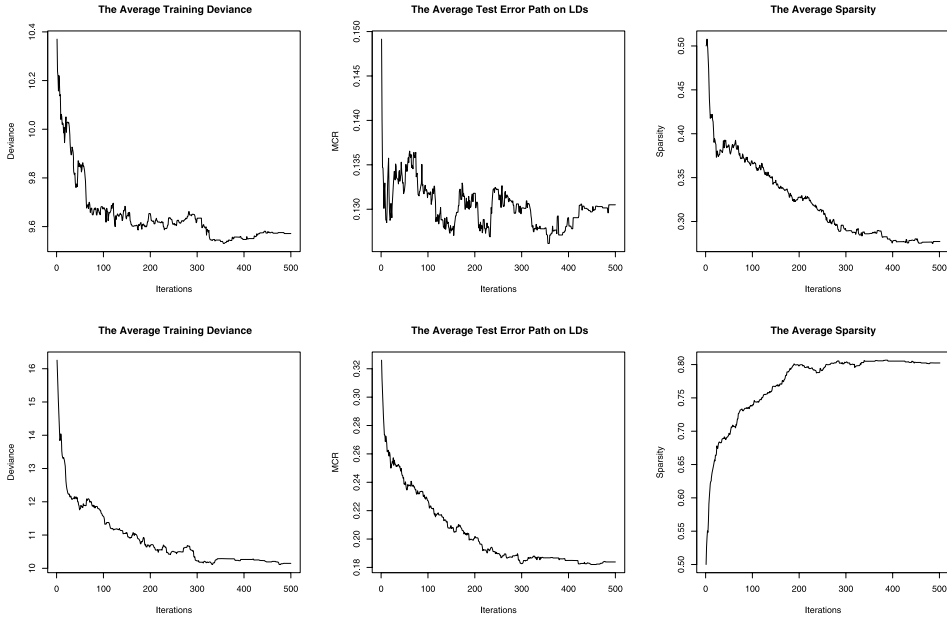 The Average Training Deviance
Deviance
10.4
10.2
10.0
9.8
9.6
0 100 200 300 400 500
Iterations
The Average Test Error Path on LDs
MCR
0.150
0.145
0.140
0.135
0.130
0 100 200 300 400 500
Iterations
The Average Sparsity
Sparsity
0.50
0.45
0.40
0.35
0.30
0 100 200 300 400 500
Iterations
The Average Training Deviance
Deviance
16
15
14
13
12
11
10
0 100 200 300 400 500
Iterations
The Average Test Error Path on LDs
MCR
0.32
0.30
0.28
0.26
0.24
0.22
0.20
0.18
0 100 200 300 400 500
Iterations
The Average Sparsity
Sparsity
0.80
0.75
0.70
0.65
0.60
0.55
0.50
0 100 200 300 400 500
Iterations